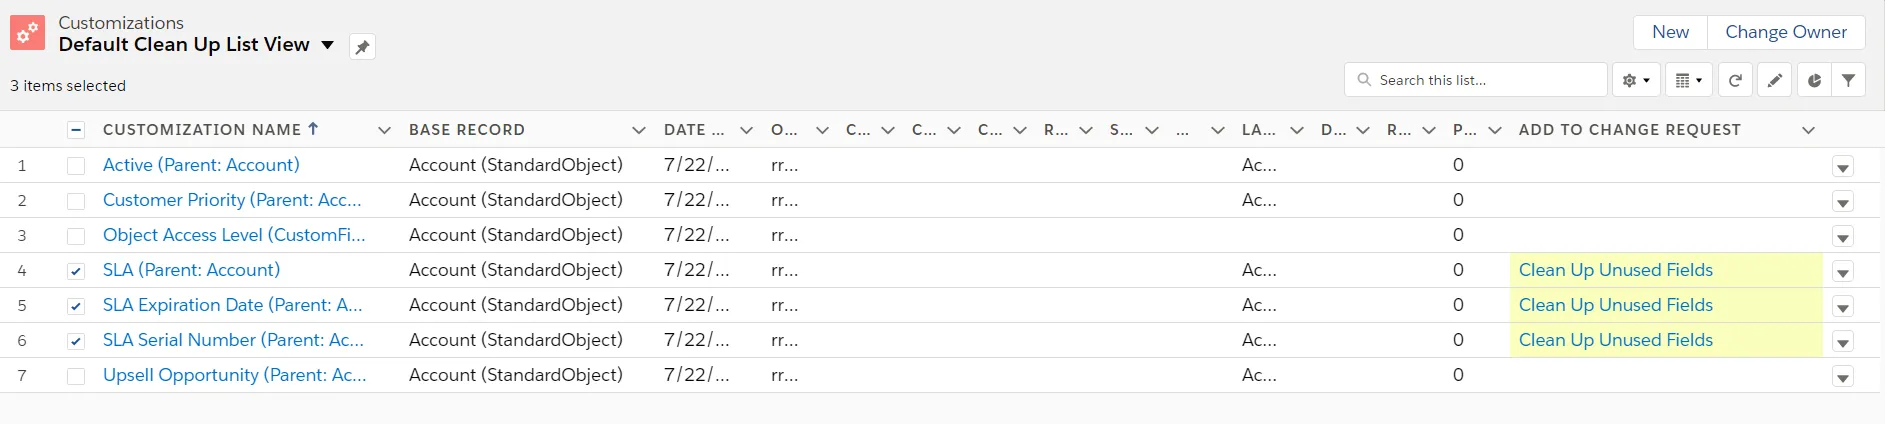 Customizations
Default Clean Up List View
New Change Owner
3 items selected
Search this list...
CUSTOMIZATION NAME BASE RECORD DATE ... O... C... C... C... R... S... ... LA... D... R... P... ADD TO CHANGE REQUEST
1 Active (Parent: Account) Account (StandardObject) 7/22/... rr... Ac... 0
2 Customer Priority (Parent: Acc... Account (StandardObject) 7/22/... rr... Ac... 0
3 Object Access Level (CustomFi... Account (StandardObject) 7/22/... rr... 0
4 SLA (Parent: Account) Account (StandardObject) 7/22/... rr... Ac... 0 Clean Up Unused Fields
5 SLA Expiration Date (Parent: A... Account (StandardObject) 7/22/... rr... Ac... 0 Clean Up Unused Fields
6 SLA Serial Number (Parent: Ac... Account (StandardObject) 7/22/... rr... Ac... 0 Clean Up Unused Fields
7 Upsell Opportunity (Parent: Ac... Account (StandardObject) 7/22/... rr... Ac... 0